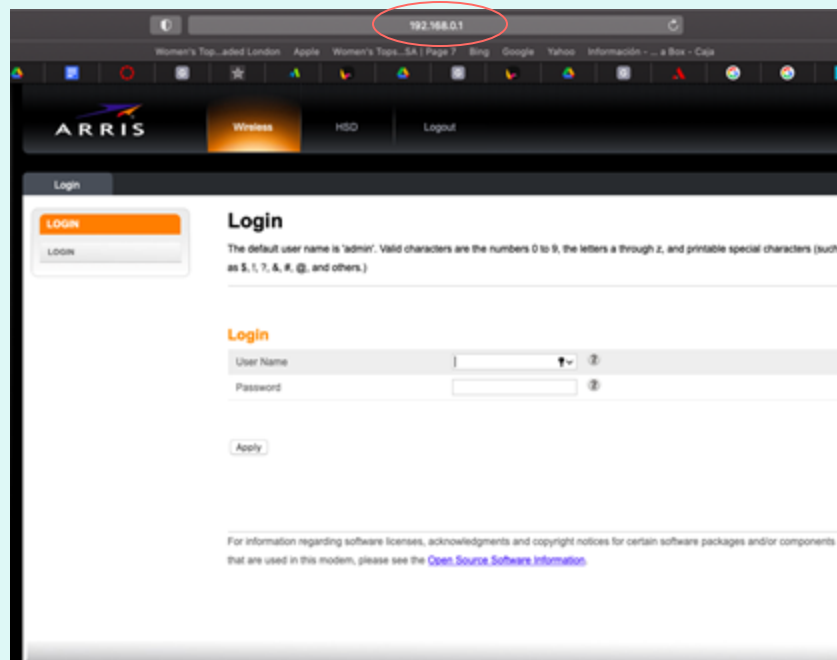 192.168.0.1
Women's Top...aded London Apple Women's Tops...SA | Page 7 Bing Google Yahoo Información - ... a Box - Caja
ARRIS
Wireless HSD Logout
Login
LOGIN
LOGIN
Login
The default user name is 'admin'. Valid characters are the numbers 0 to 9, the letters a through z, and printable special characters (such
as $, !, ?, &, #, @, and others.)
Login
User Name
Password
Apply
For information regarding software licenses, acknowledgments and copyright notices for certain software packages and/or components
that are used in this modem, please see the Open Source Software Information.